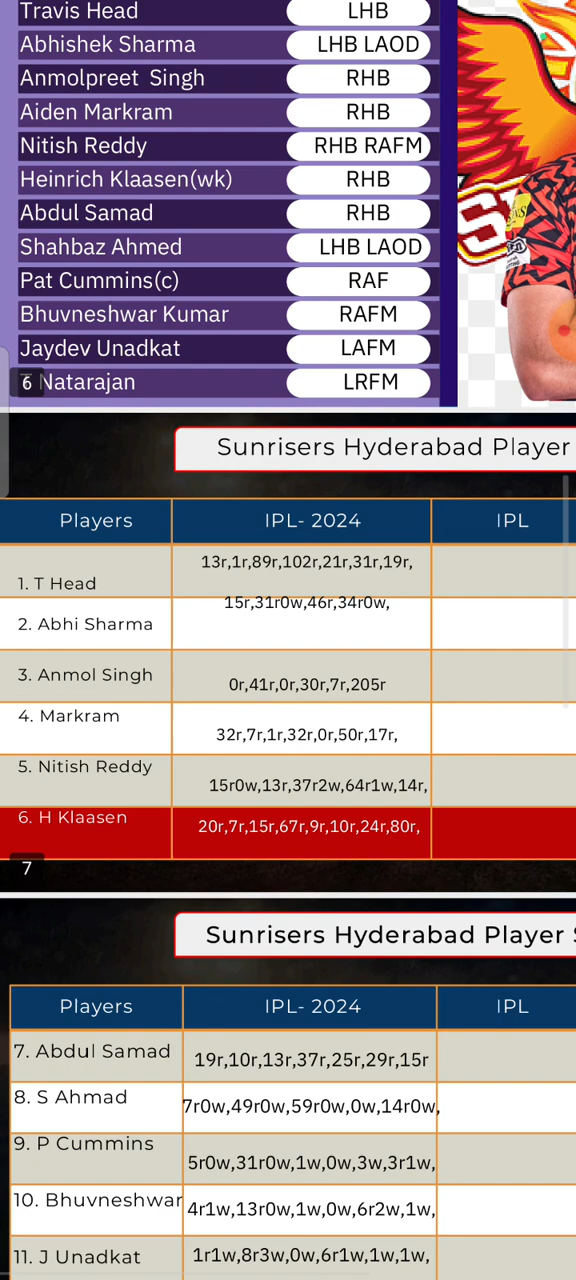 Travis Head LHB
Abhishek Sharma LHB LAOD
Anmolpreet Singh RHB
Aiden Markram RHB
Nitish Reddy RHB RAFM
Heinrich Klaasen(wk) RHB
Abdul Samad RHB
Shahbaz Ahmed LHB LAOD
Pat Cummins(c) RAF
Bhuvneshwar Kumar RAFM
Jaydev Unadkat LAFM
6 Natarajan LRFM
Sunrisers Hyderabad Player
Players IPL- 2024 IPL
1. T Head 13r,1r,89r,102r,21r,31r,19r,
2. Abhi Sharma 15r,31r0w,46r,34r0w,
3. Anmol Singh 0r,41r,0r,30r,7r,205r
4. Markram 32r,7r,1r,32r,0r,50r,17r,
5. Nitish Reddy 15r0w,13r,37r2w,64r1w,14r,
6. H Klaasen 20r,7r,15r,67r,9r,10r,24r,80r,
7
Sunrisers Hyderabad Player
Players IPL- 2024 IPL
7. Abdul Samad 19r,10r,13r,37r,25r,29r,15r
8. S Ahmad 7r0w,49r0w,59r0w,0w,14r0w,
9. P Cummins 5r0w,31r0w,1w,0w,3w,3r1w,
10. Bhuvneshwar 4r1w,13r0w,1w,0w,6r2w,1w,
11. J Unadkat 1r1w,8r3w,0w,6r1w,1w,1w,